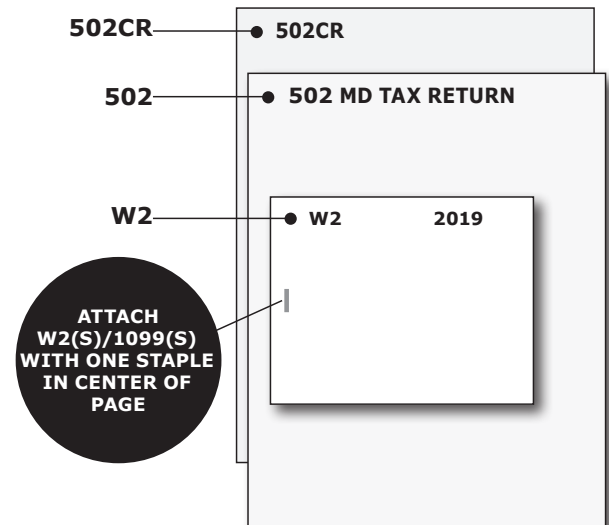 502CR
502CR
502
502 MD TAX RETURN
W2
W2 2019
ATTACH
W2(S)/1099(S)
WITH ONE STAPLE
IN CENTER OF
PAGE